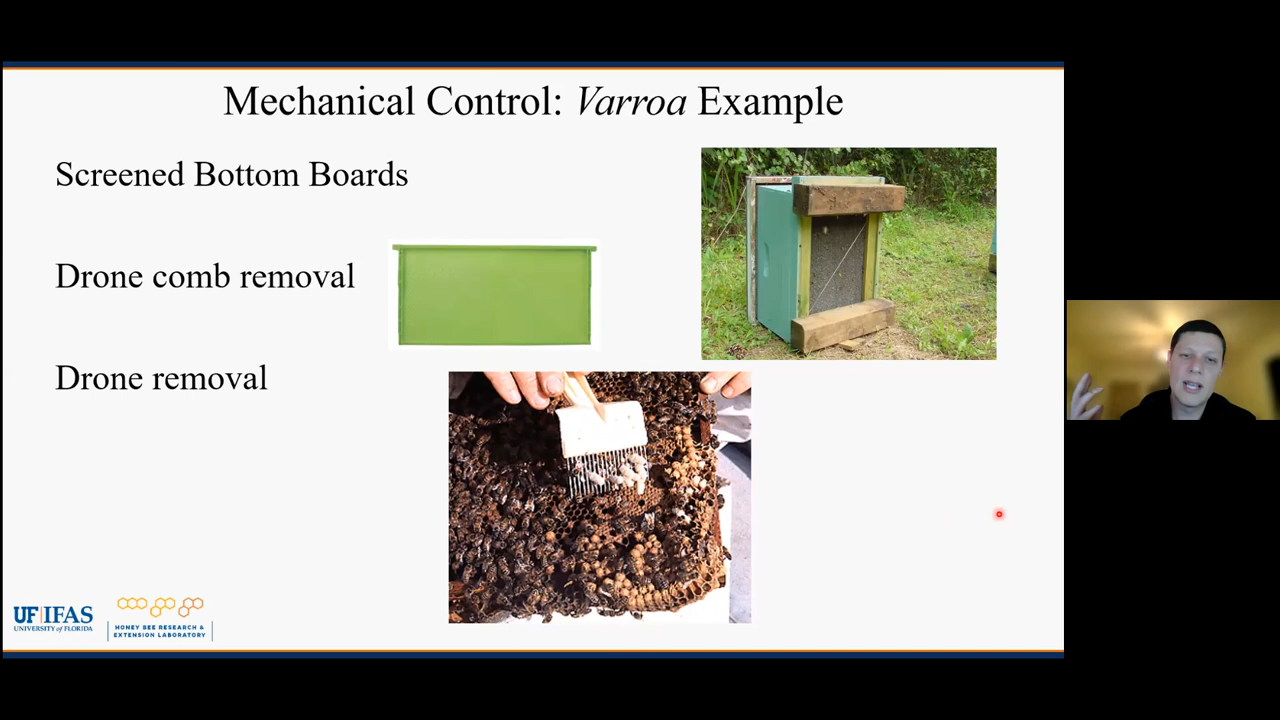 Mechanical Control: Varroa Example
Screened Bottom Boards
Drone comb removal
Drone removal
UF|IFAS
UNIVERSITY of FLORIDA
HONEY BEE RESEARCH &
EXTENSION LABORATORY